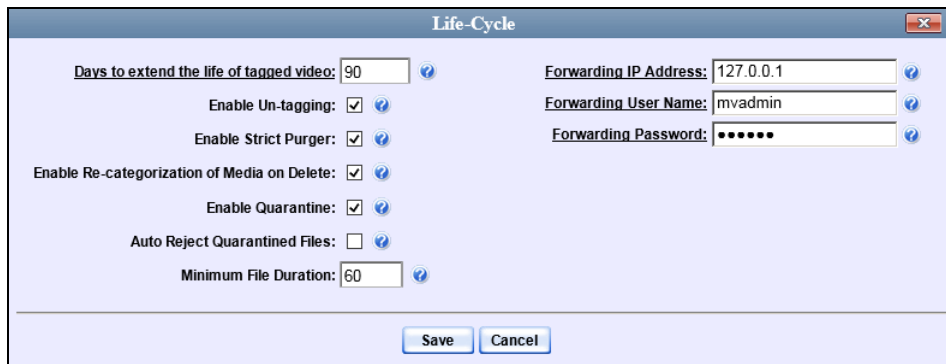 Life-Cycle
Days to extend the life of tagged video: 90
Enable Un-tagging:
Enable Strict Purger:
Enable Re-categorization of Media on Delete:
Enable Quarantine:
Auto Reject Quarantined Files:
Minimum File Duration: 60
Forwarding IP Address: 127.0.0.1
Forwarding User Name: mvadmin
Forwarding Password: ••••••
Save Cancel